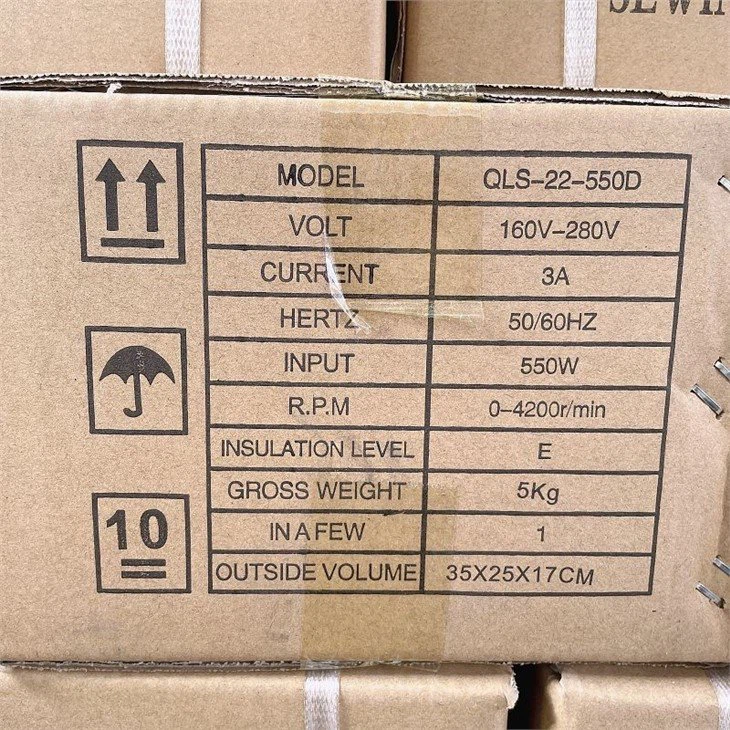 MODEL QLS-22-550D
VOLT 160V-280V
CURRENT 3A
HERTZ 50/60HZ
INPUT 550W
R.P.M 0-4200r/min
INSULATION LEVEL E
GROSS WEIGHT 5Kg
IN A FEW 1
OUTSIDE VOLUME 35X25X17CM
10